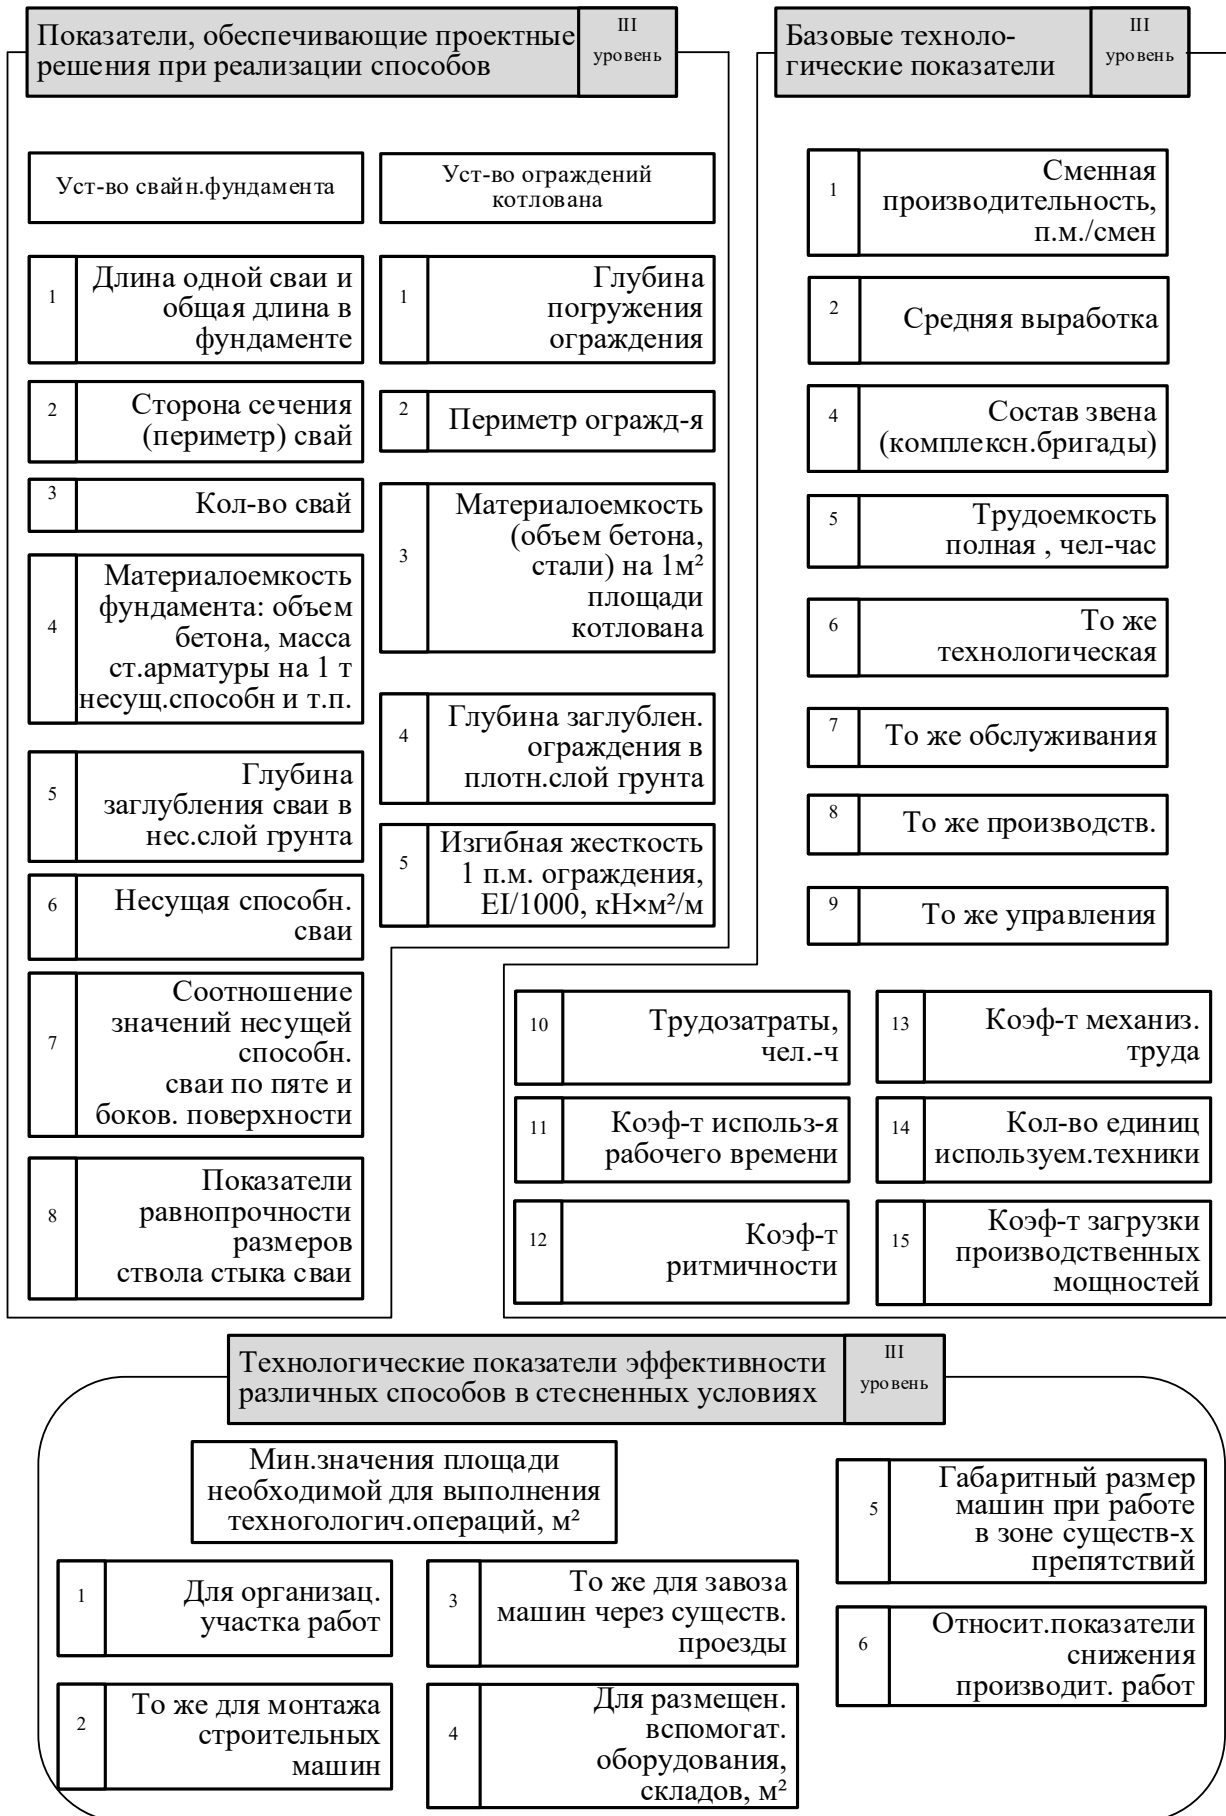 Показатели, обеспечивающие проектные
решения при реализации способов
III
уровень
Уст-во свайн.фундамента
Уст-во ограждений
котлована
1
Длина одной сваи и
общая длина в
фундаменте
2
Сторона сечения
(периметр) свай
3
Кол-во свай
4
Материалоемкость
фундамента: объем
бетона, масса
ст.арматуры на 1 т
несущ.способн и т.п.
5
Глубина
заглубления сваи в
нес.слой грунта
6
Несущая способн.
сваи
7
Соотношение
значений несущей
способн.
сваи по пяте и
боков. поверхности
8
Показатели
равнопрочности
размеров
ствола стыка сваи
1
Глубина
погружения
ограждения
2
Периметр огражд-я
3
Материалоемкость
(объем бетона,
стали) на 1м²
площади
котлована
4
Глубина заглублен.
ограждения в
плотн.слой грунта
5
Изгибная жесткость
1 п.м. ограждения,
EI/1000, кН×м²/м
Базовые техноло-
гические показатели
III
уровень
1
Сменная
производительность,
п.м./смен
2
Средняя выработка
4
Состав звена
(комплексн.бригады)
5
Трудоемкость
полная , чел-час
6
То же
технологическая
7
То же обслуживания
8
То же производств.
9
То же управления
10
Трудозатраты,
чел.-ч
11
Коэф-т использ-я
рабочего времени
12
Коэф-т
ритмичности
13
Коэф-т механиз.
труда
14
Кол-во единиц
используем.техники
15
Коэф-т загрузки
производственных
мощностей
Технологические показатели эффективности
различных способов в стесненных условиях
III
уровень
Мин.значения площади
необходимой для выполнения
техногологич.операций, м²
1
Для организац.
участка работ
2
То же для монтажа
строительных
машин
3
То же для завоза
машин через существ.
проезды
4
Для размещен.
вспомогат.
оборудования,
складов, м²
5
Габаритный размер
машин при работе
в зоне существ-х
препятствий
6
Относит.показатели
снижения
производит. работ